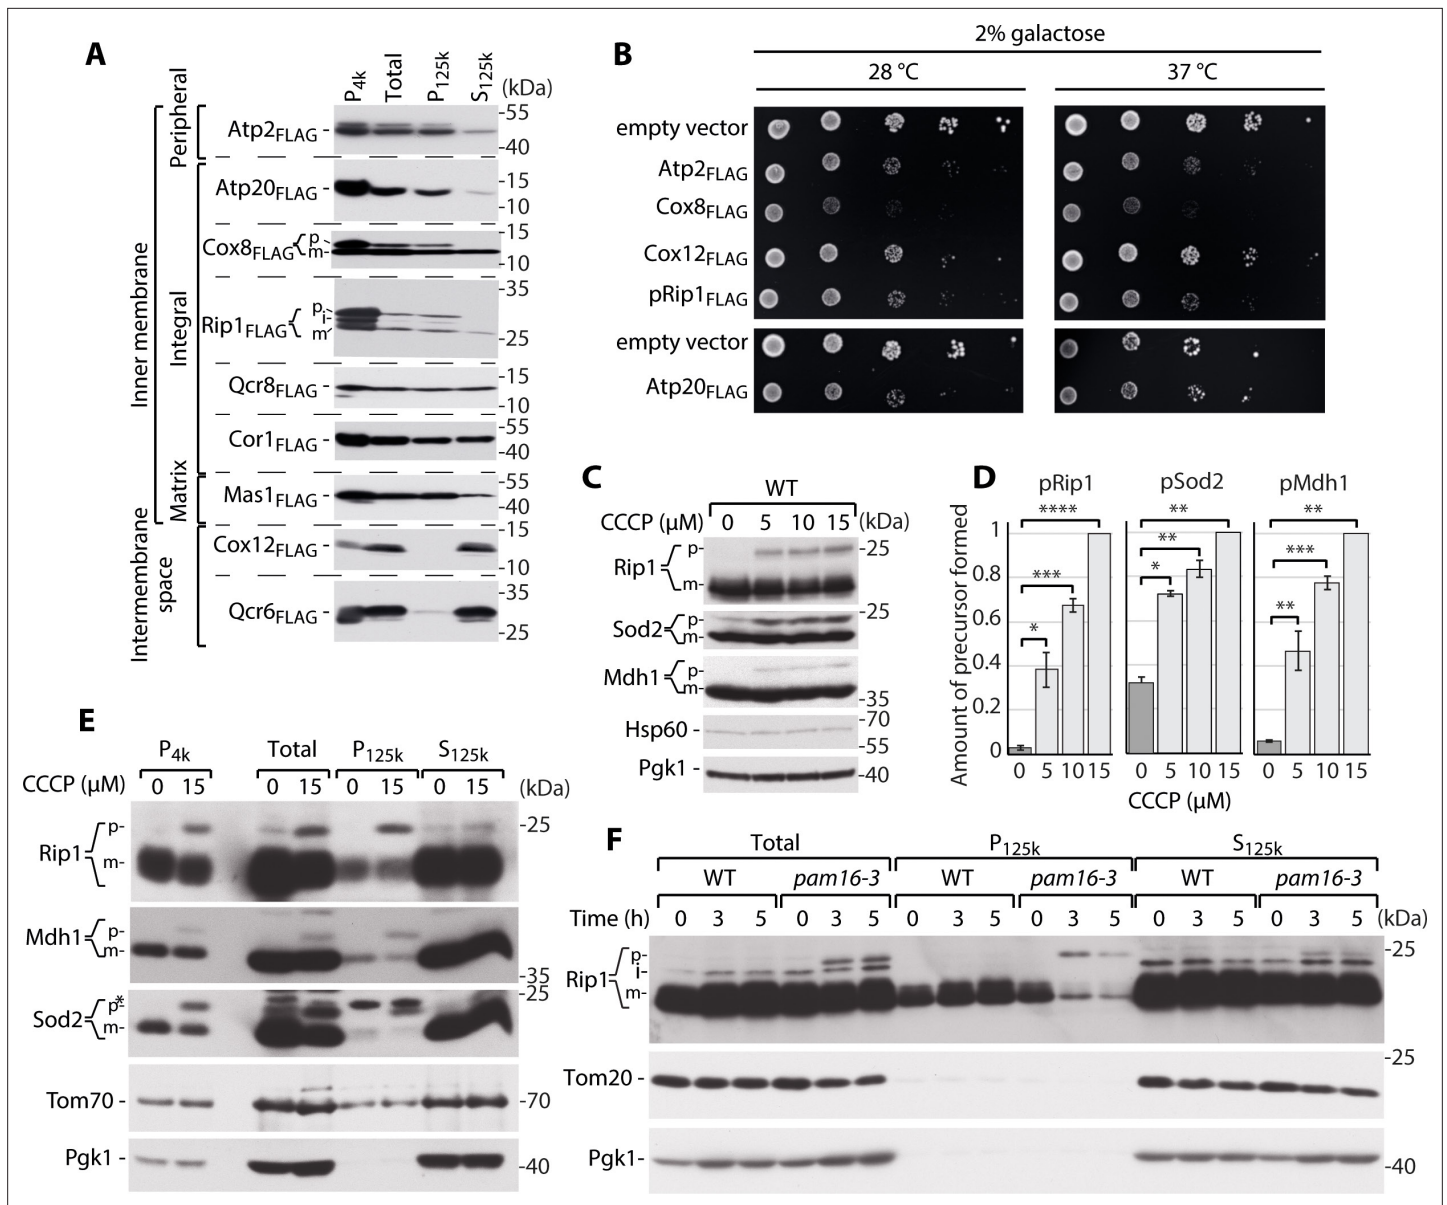 A
P4k Total P125k S125k (kDa)
Inner membrane
Peripheral
Integral
Matrix
Intermembrane space
Atp2FLAG - -55 -40
Atp20FLAG - -15 -10
Cox8FLAG p m- -15 -10
Rip1FLAG p i- m -35 -25
Qcr8FLAG - -15 -10
Cor1FLAG - -55 -40
Mas1FLAG - -55 -40
Cox12FLAG - -15 -10
Qcr6FLAG - -35 -25
B
2% galactose
28 °C 37 °C
empty vector
Atp2FLAG
Cox8FLAG
Cox12FLAG
pRip1FLAG
empty vector
Atp20FLAG
C
WT
CCCP (µM) 0 5 10 15 (kDa)
Rip1 p- m- -25
Sod2 p- m- -25
Mdh1 p- m- -35
Hsp60 - -70 -55
Pgk1 - -40
D
pRip1 pSod2 pMdh1
Amount of precursor formed
1
0.8
0.6
0.4
0.2
0
**** *** *
** ** *
** *** **
0 5 10 15 0 5 10 15 0 5 10 15
CCCP (µM)
E
P4k Total P125k S125k
CCCP (µM) 0 15 0 15 0 15 0 15 (kDa)
Rip1 p- m- -25
Mdh1 p- m- -35
Sod2 * p- m- -25
Tom70 - -70
Pgk1 - -40
F
Total P125k S125k
WT pam16-3 WT pam16-3 WT pam16-3
Time (h) 0 3 5 0 3 5 0 3 5 0 3 5 0 3 5 0 3 5 (kDa)
Rip1 p- i- m- -25
Tom20 - -25
Pgk1- -40